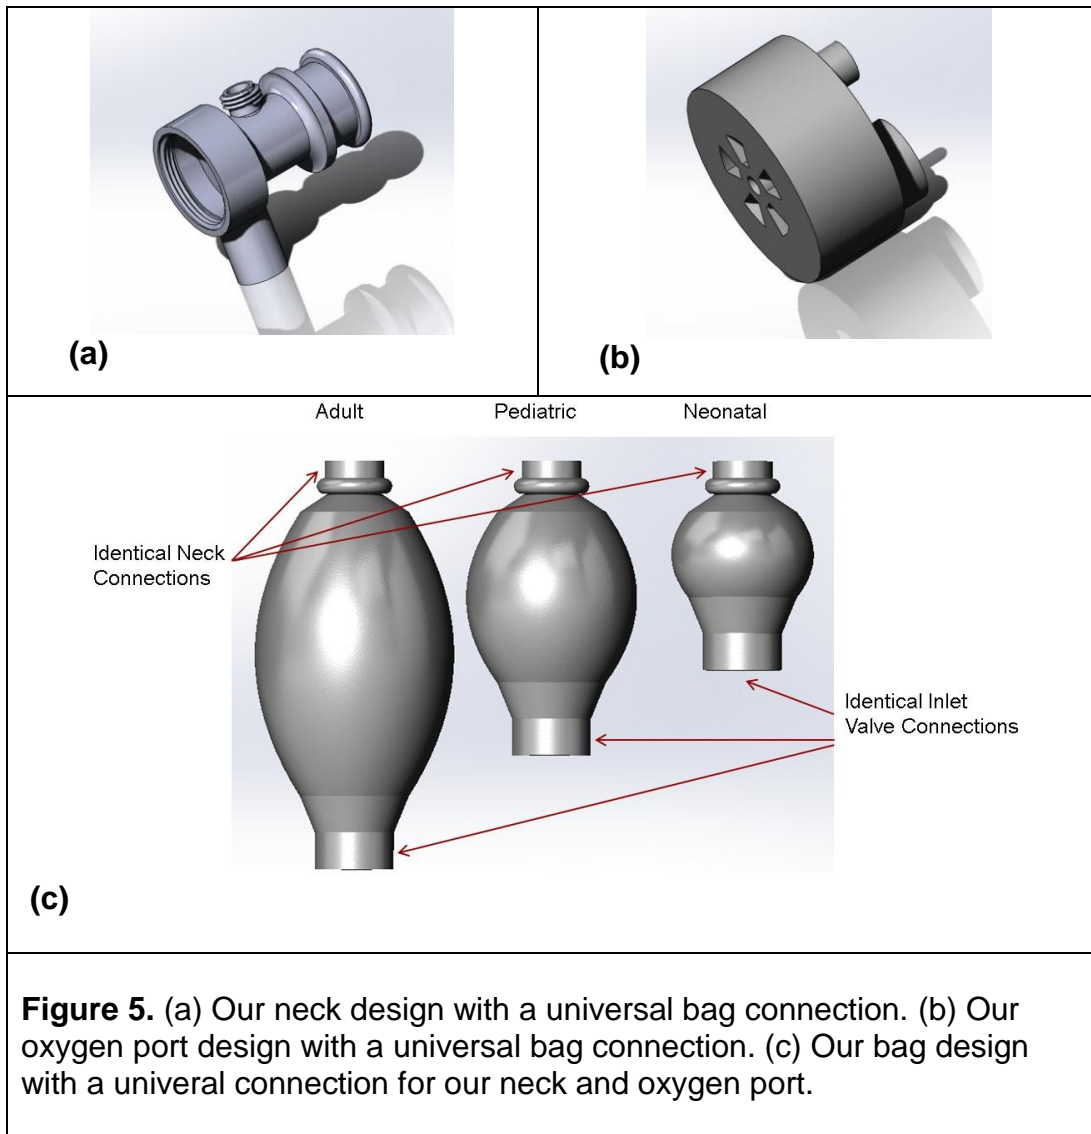 (a)
(b)
Adult
Pediatric
Neonatal
Identical Neck
Connections
Identical Inlet
Valve Connections
(c)
Figure 5. (a) Our neck design with a universal bag connection. (b) Our
oxygen port design with a universal bag connection. (c) Our bag design
with a univeral connection for our neck and oxygen port.